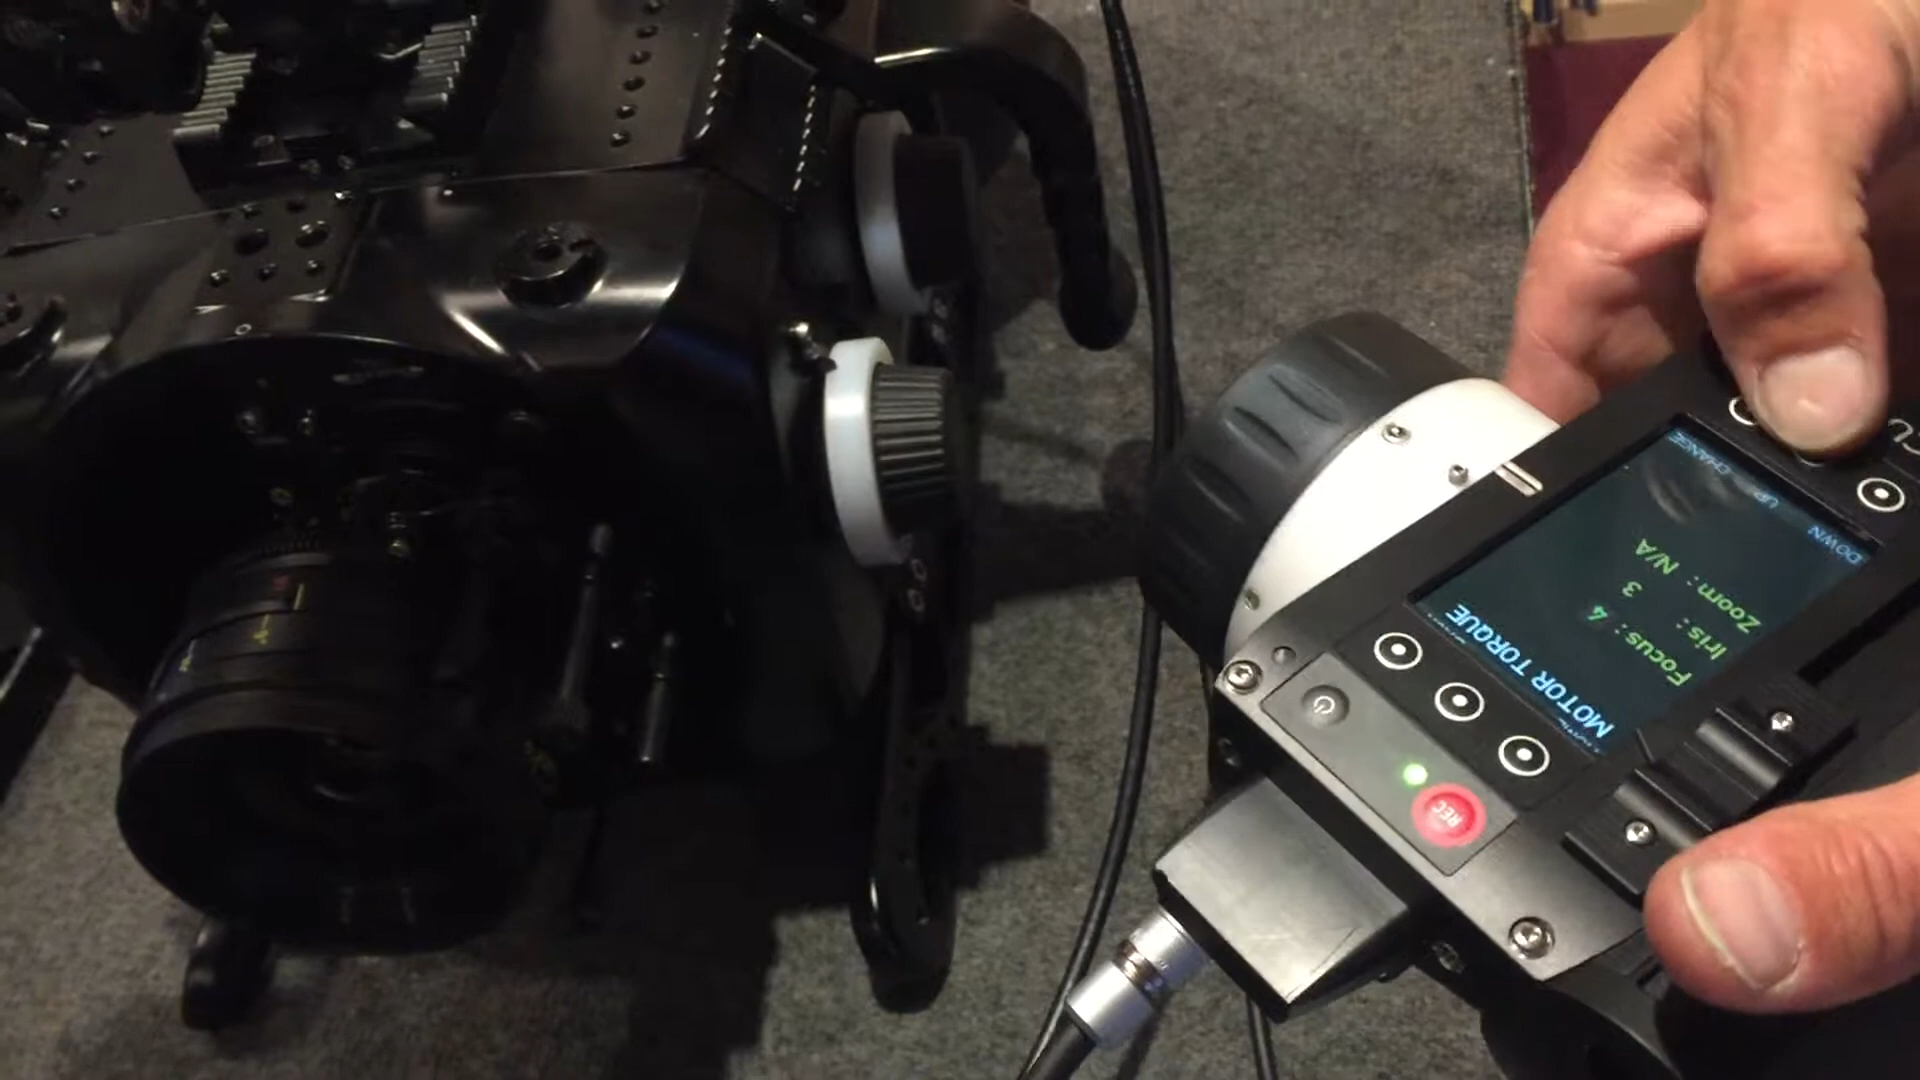 MOTOR TORQUE
Focus: 4
Iris: 3
Zoom: N/A
CHANGE UP DOWN
REC